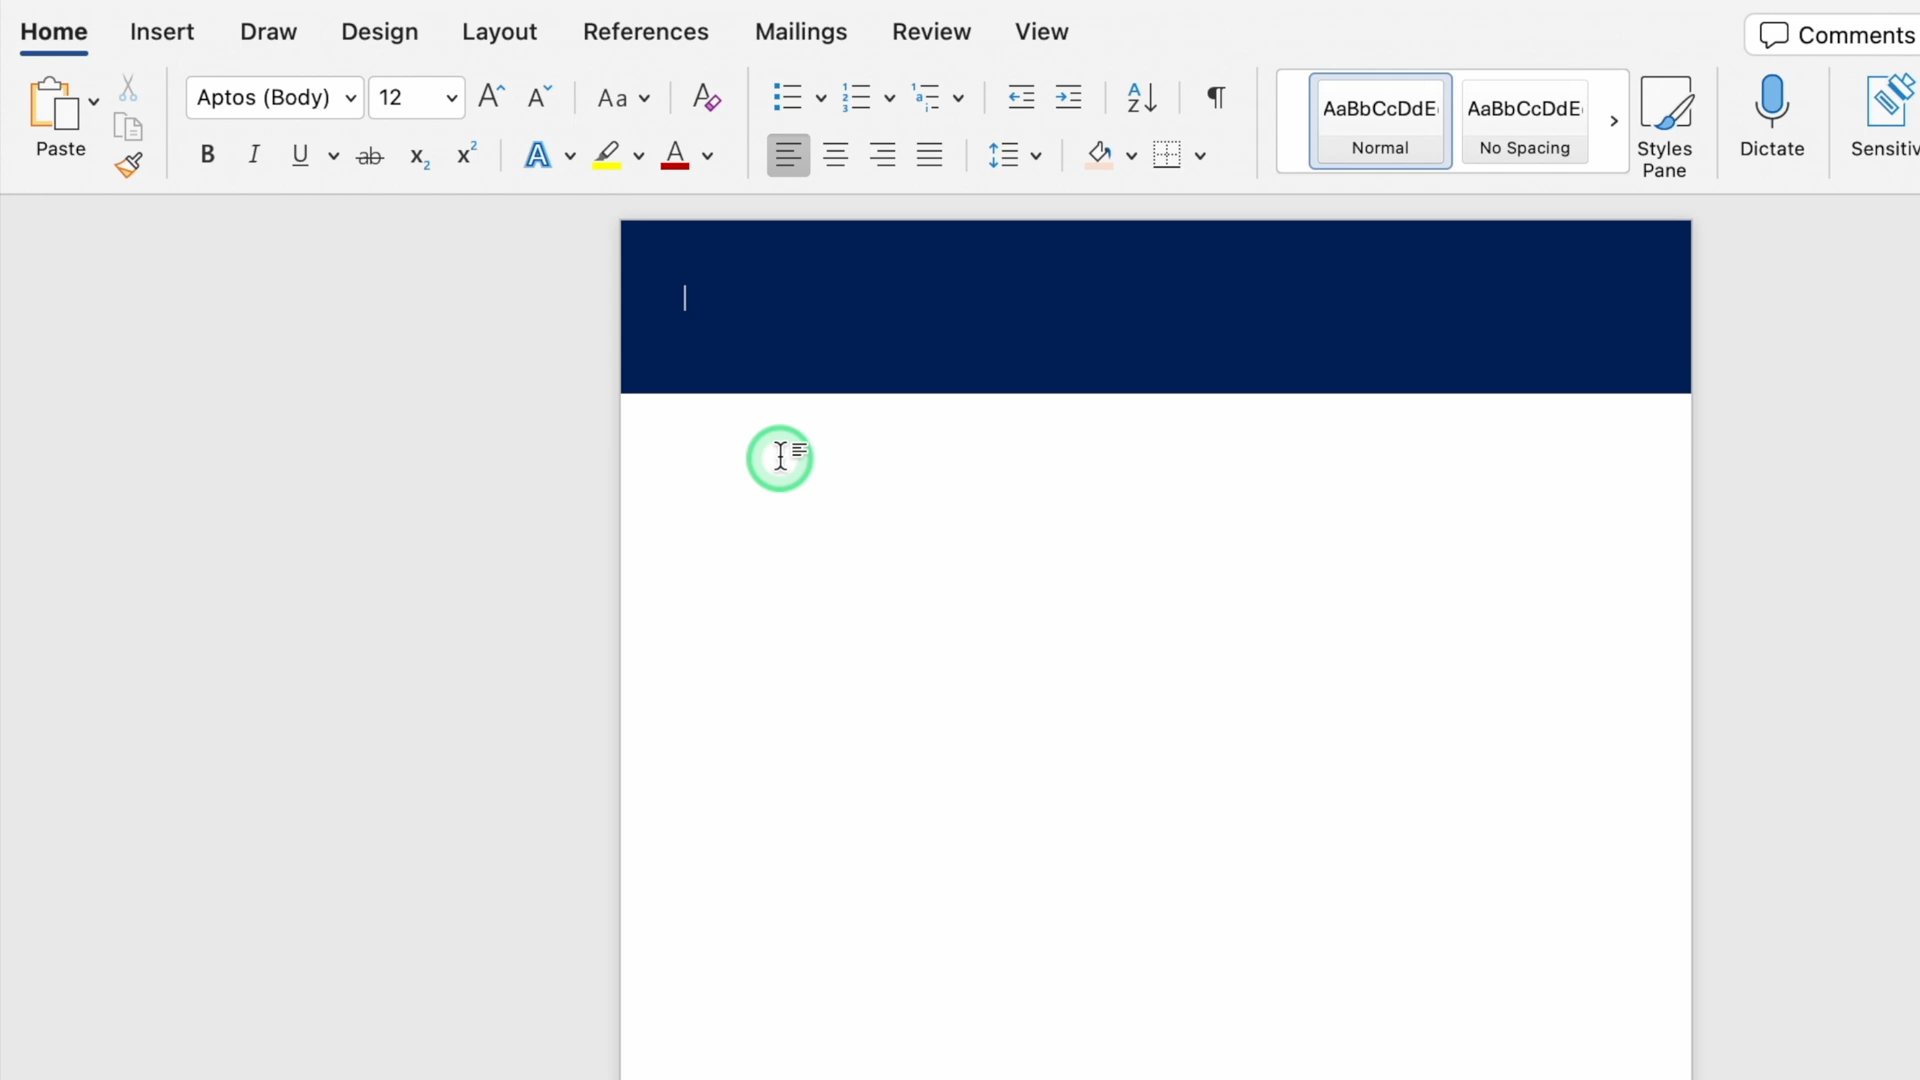 Home Insert Draw Design Layout References Mailings Review View Comments
Paste
Aptos (Body) 12
Aa
AaBbCcDdE
Normal
AaBbCcDdE
No Spacing
Styles
Pane
Dictate
Sensitiv